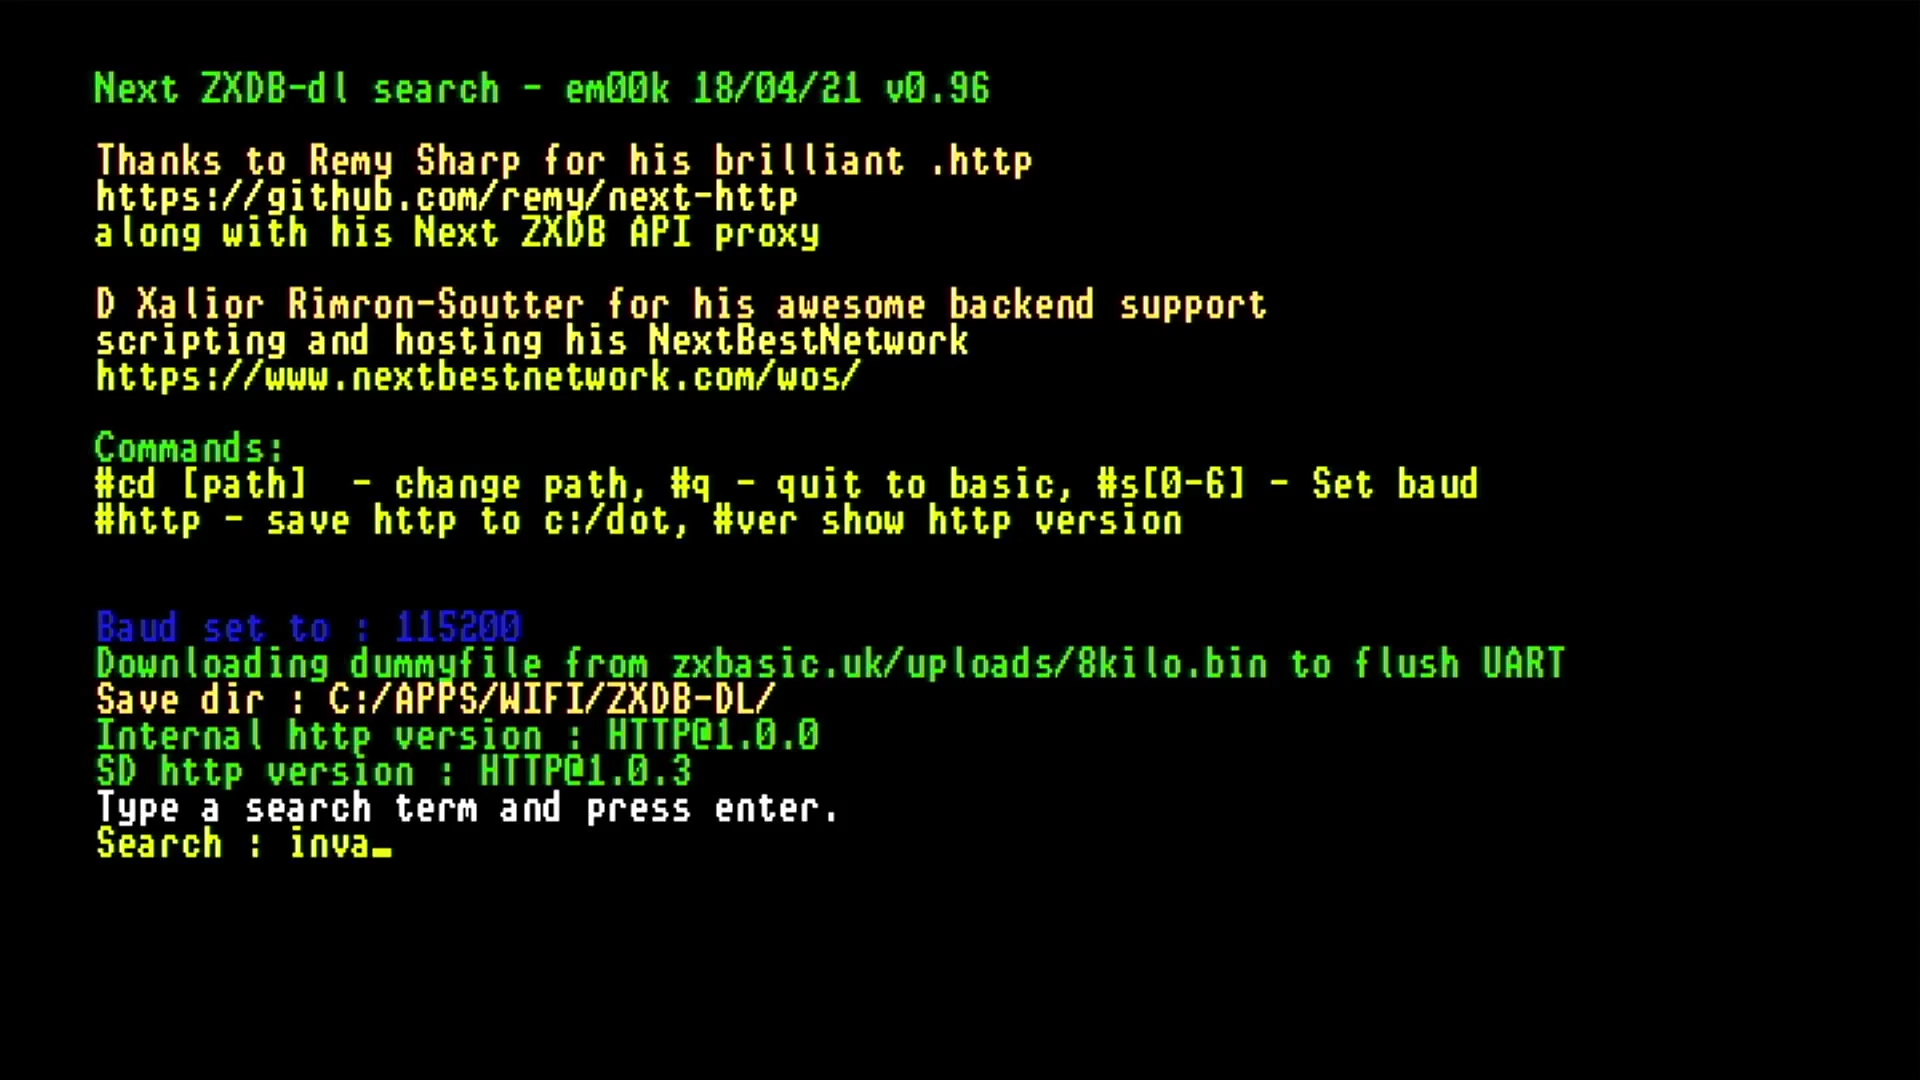 Next ZXDB-dl search - em00k 18/04/21 v0.96
Thanks to Remy Sharp for his brilliant .http
https://github.com/remy/next-http
along with his Next ZXDB API proxy
D Xalior Rimron-Soutter for his awesome backend support
scripting and hosting his NextBestNetwork
https://www.nextbestnetwork.com/wos/
Commands:
#cd [path]  - change path, #q - quit to basic, #s[0-6] - Set baud
#http - save http to c:/dot, #ver show http version
Baud set to : 115200
Downloading dummyfile from zxbasic.uk/uploads/8kilo.bin to flush UART
Save dir : C:/APPS/WIFI/ZXDB-DL/
Internal http version : HTTP@1.0.0
SD http version : HTTP@1.0.3
Type a search term and press enter.
Search : inva_